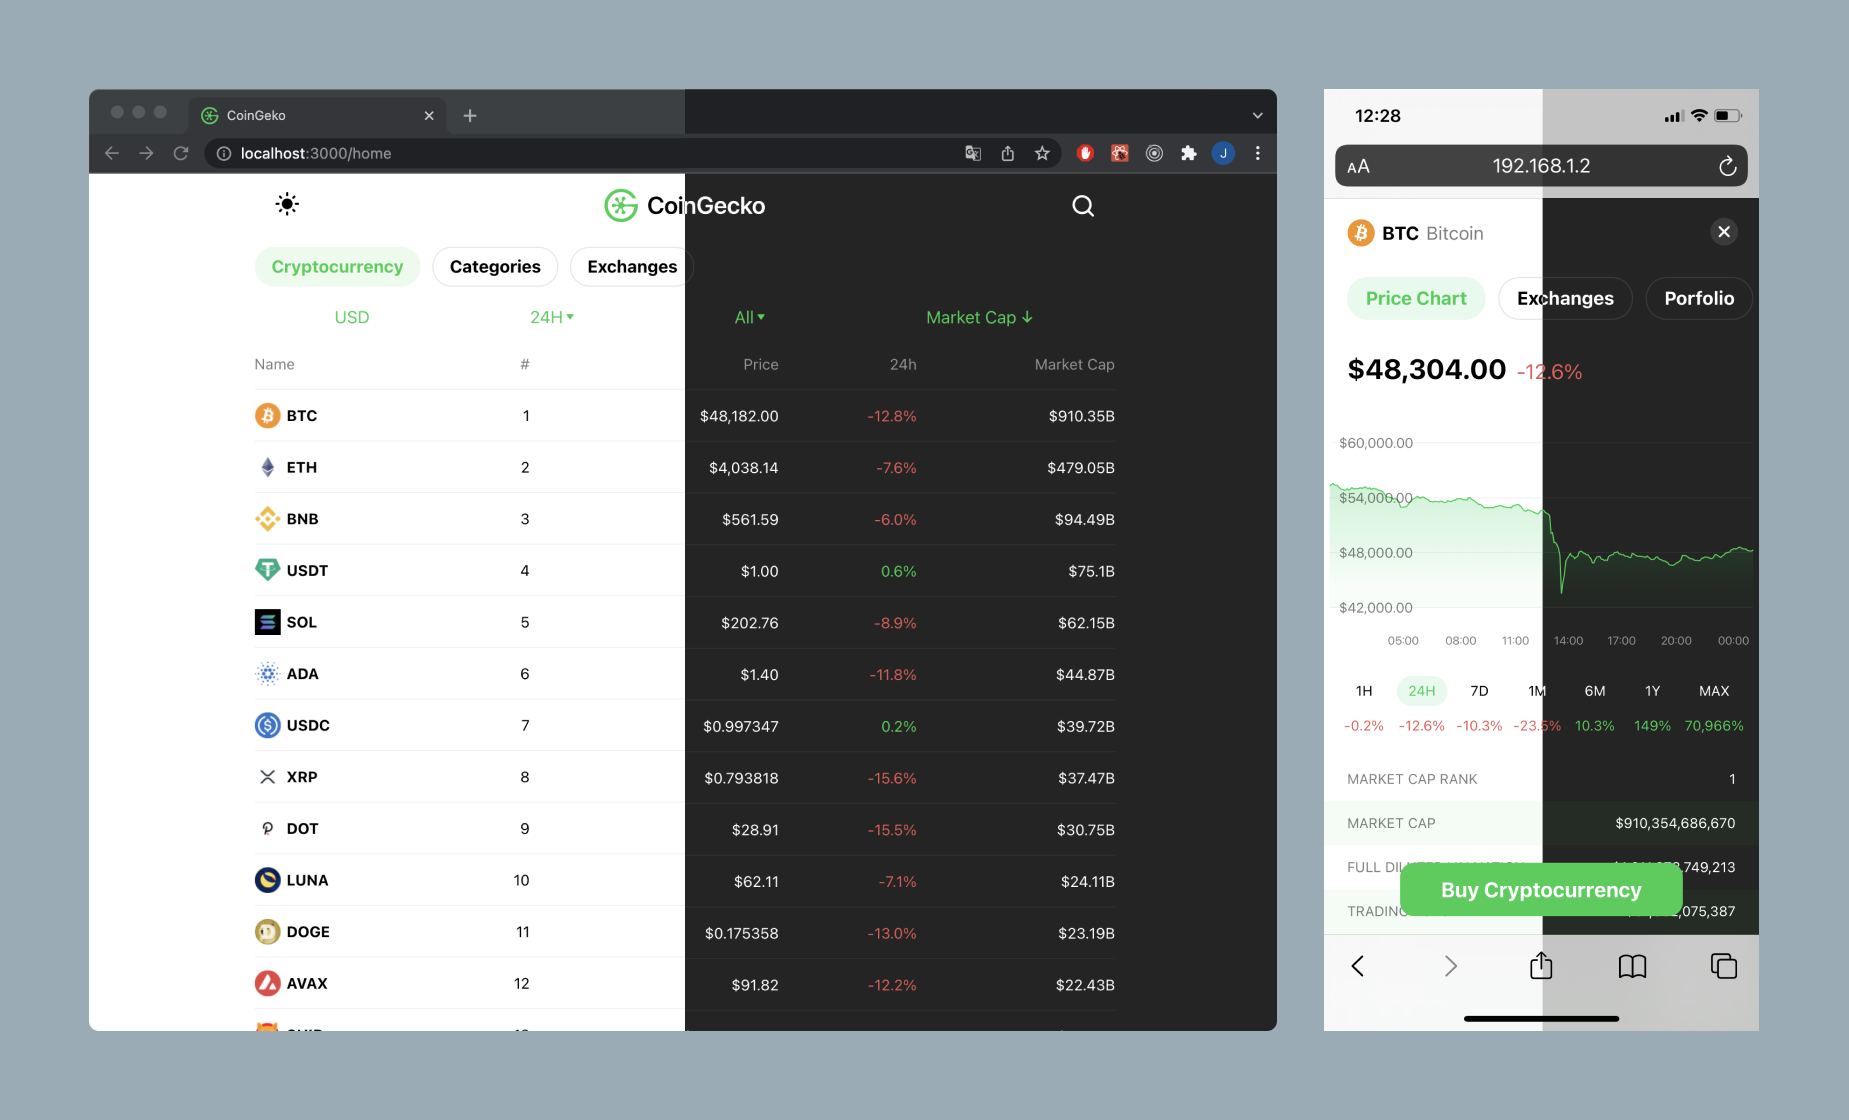 CoinGeko
localhost:3000/home
CoinGecko
Cryptocurrency Categories Exchanges
USD 24H All Market Cap ↓
Name # Price 24h Market Cap
BTC 1 $48,182.00 -12.8% $910.35B
ETH 2 $4,038.14 -7.6% $479.05B
BNB 3 $561.59 -6.0% $94.49B
USDT 4 $1.00 0.6% $75.1B
SOL 5 $202.76 -8.9% $62.15B
ADA 6 $1.40 -11.8% $44.87B
USDC 7 $0.997347 0.2% $39.72B
XRP 8 $0.793818 -15.6% $37.47B
DOT 9 $28.91 -15.5% $30.75B
LUNA 10 $62.11 -7.1% $24.11B
DOGE 11 $0.175358 -13.0% $23.19B
AVAX 12 $91.82 -12.2% $22.43B
12:28
AA 192.168.1.2
BTC Bitcoin
Price Chart Exchanges Porfolio
$48,304.00 -12.6%
$60,000.00
$54,000.00
$48,000.00
$42,000.00
05:00 08:00 11:00 14:00 17:00 20:00 00:00
1H 24H 7D 1M 6M 1Y MAX
-0.2% -12.6% -10.3% -23.5% 10.3% 149% 70,966%
MARKET CAP RANK 1
MARKET CAP $910,354,686,670
FULL
Buy Cryptocurrency
TRADING